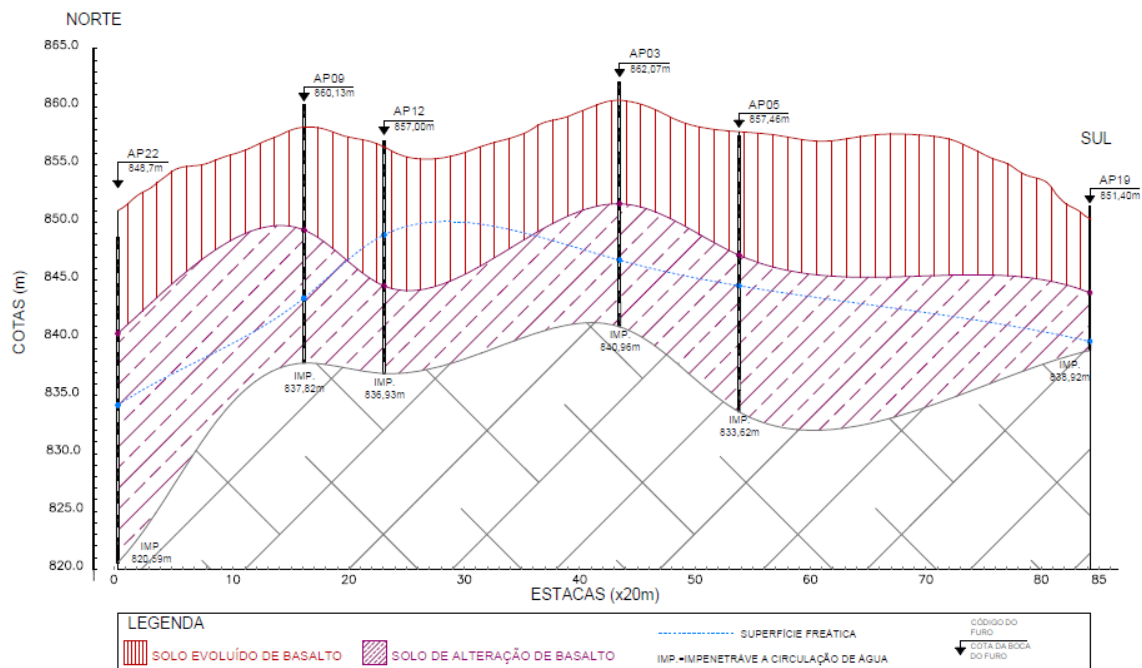 NORTE
865.0
860.0
855.0
850.0
845.0
840.0
835.0
830.0
825.0
820.0
COTAS (m)
AP22
848,7m
AP09
860,13m
AP12
857,00m
AP03
862,07m
AP05
857,46m
SUL
AP19
851,40m
IMP.
820,59m
IMP.
837,82m
IMP.
836,93m
IMP.
840,96m
IMP.
833,62m
IMP.
838,92m
0 10 20 30 40 50 60 70 80 85
ESTACAS (x20m)
LEGENDA
SOLO EVOLUÍDO DE BASALTO
SOLO DE ALTERAÇÃO DE BASALTO
SUPERFÍCIE FREÁTICA
IMP.=IMPENETRÁVE A CIRCULAÇÃO DE ÁGUA
CÓDIGO DO
FURO
COTA DA BOCA
DO FURO